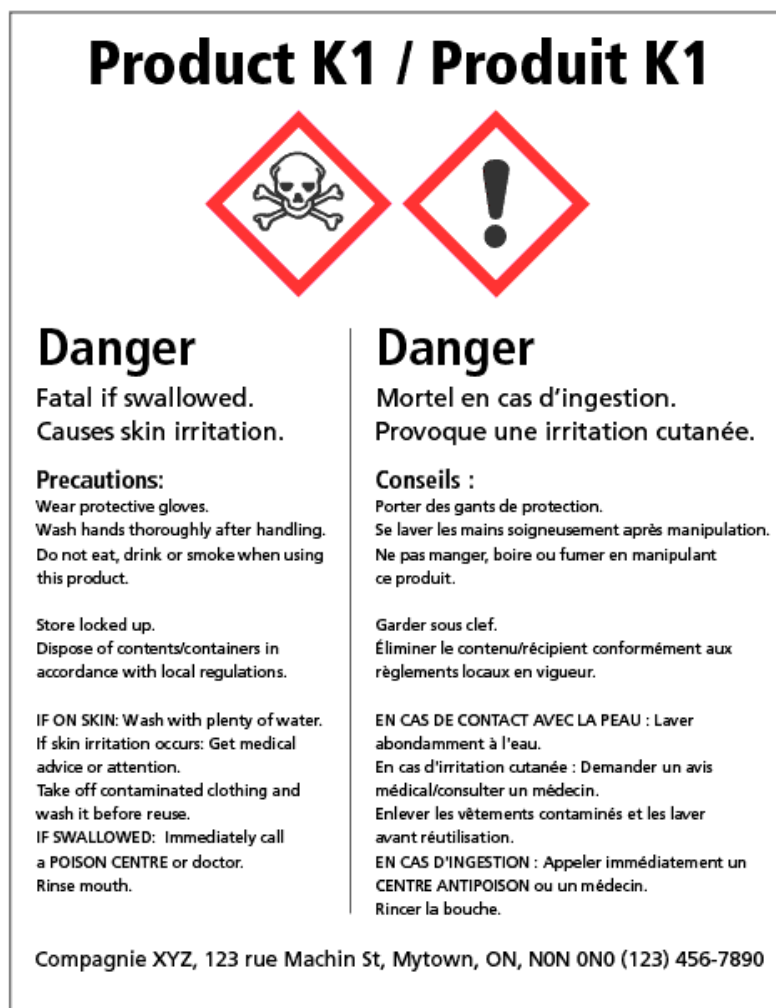 Product K1 / Produit K1
Danger
Fatal if swallowed.
Causes skin irritation.
Precautions:
Wear protective gloves.
Wash hands thoroughly after handling.
Do not eat, drink or smoke when using
this product.
Store locked up.
Dispose of contents/containers in
accordance with local regulations.
IF ON SKIN: Wash with plenty of water.
If skin irritation occurs: Get medical
advice or attention.
Take off contaminated clothing and
wash it before reuse.
IF SWALLOWED: Immediately call
a POISON CENTRE or doctor.
Rinse mouth.
Danger
Mortel en cas d’ingestion.
Provoque une irritation cutanée.
Conseils :
Porter des gants de protection.
Se laver les mains soigneusement après manipulation.
Ne pas manger, boire ou fumer en manipulant
ce produit.
Garder sous clef.
Éliminer le contenu/récipient conformément aux
règlements locaux en vigueur.
EN CAS DE CONTACT AVEC LA PEAU : Laver
abondamment à l'eau.
En cas d'irritation cutanée : Demander un avis
médical/consulter un médecin.
Enlever les vêtements contaminés et les laver
avant réutilisation.
EN CAS D'INGESTION : Appeler immédiatement un
CENTRE ANTIPOISON ou un médecin.
Rincer la bouche.
Compagnie XYZ, 123 rue Machin St, Mytown, ON, N0N 0N0 (123) 456-7890